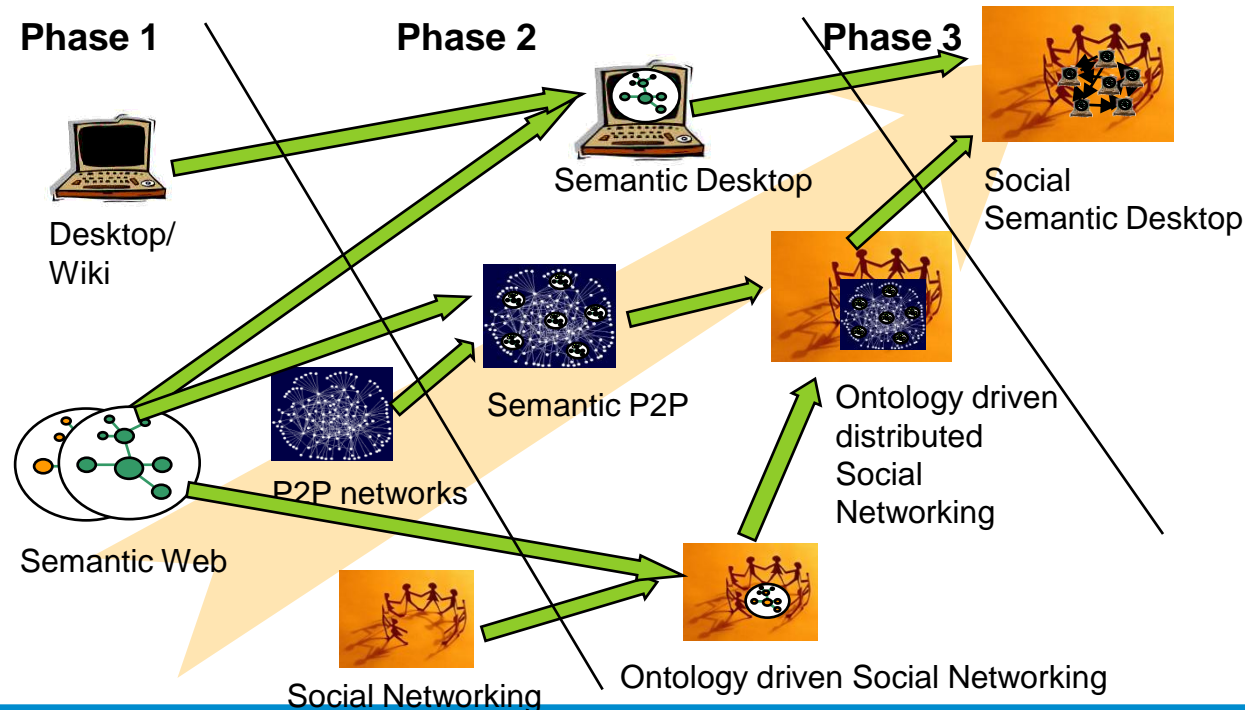 Phase 1
Phase 2
Phase 3
Desktop/
Wiki
Semantic Desktop
Social
Semantic Desktop
Semantic P2P
Ontology driven
distributed
Social
Networking
P2P networks
Semantic Web
Social Networking
Ontology driven Social Networking